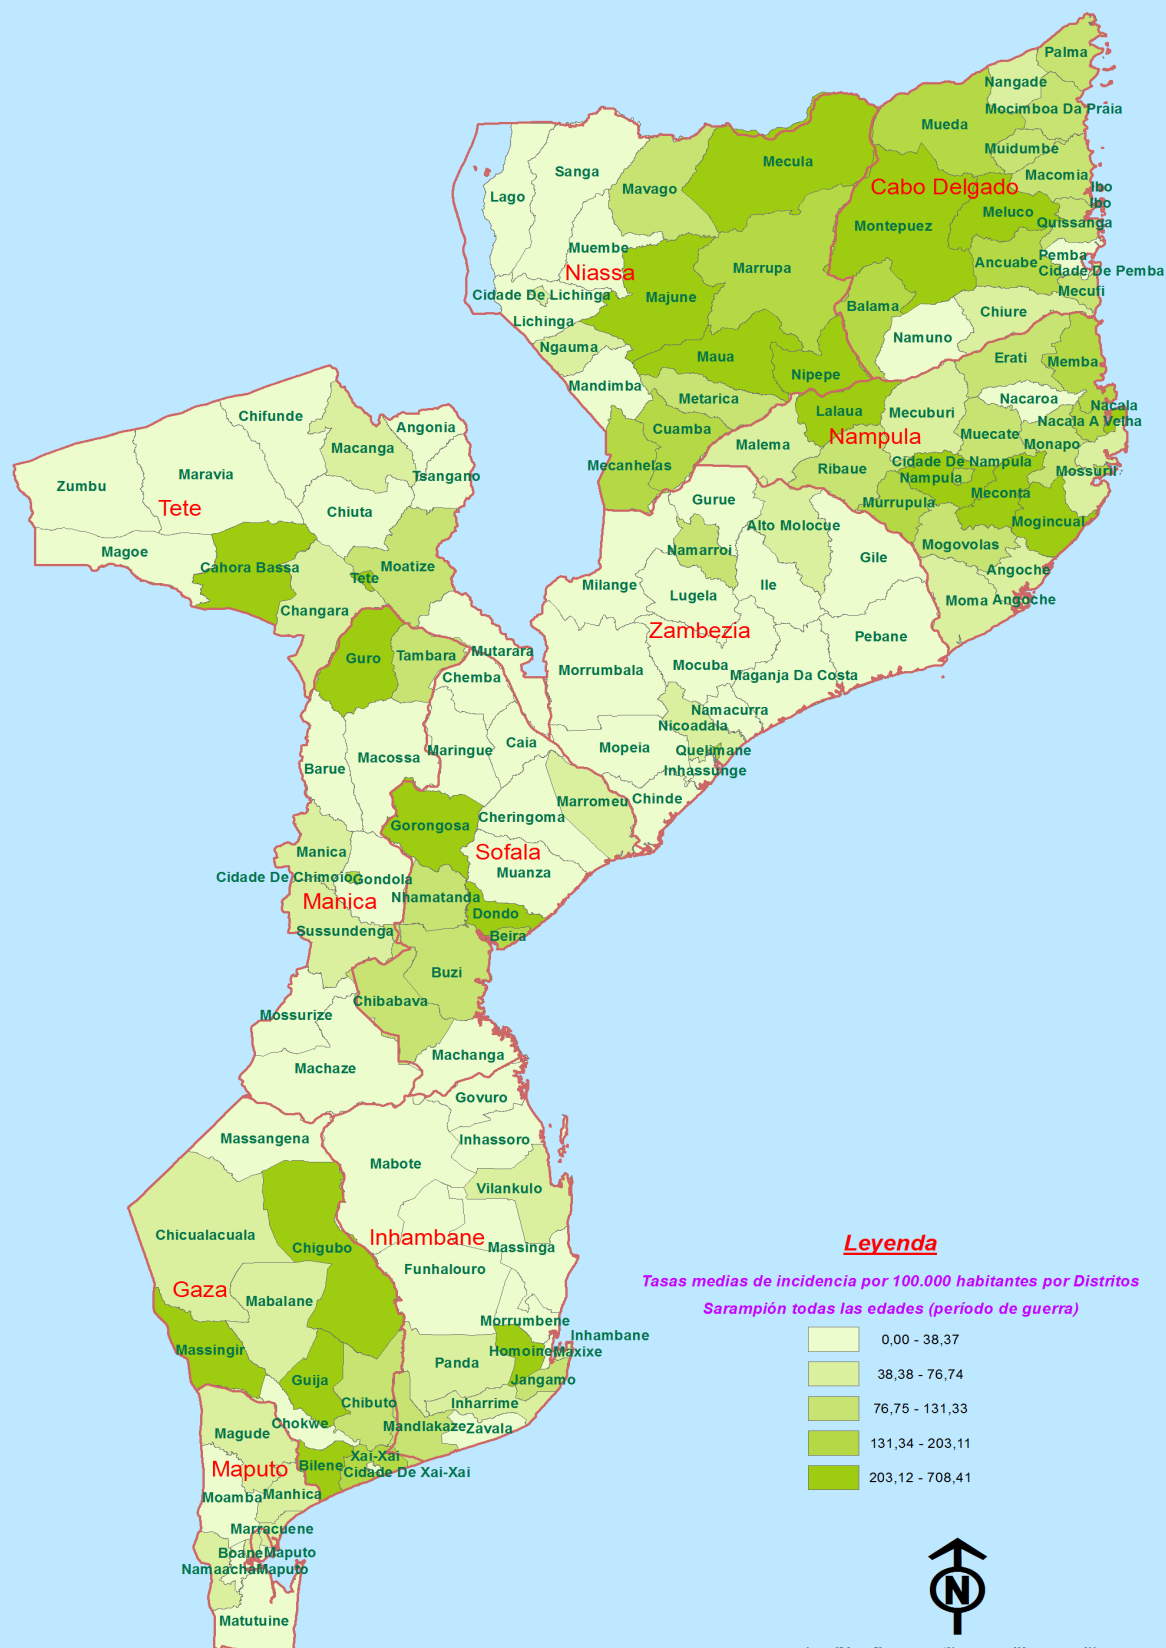 Palma
Nangade
Mocimboa Da Praia
Mueda
Muidumbe
Mecula
Sanga
Macomia
Mavago
Cabo Delgado
Ibo
Lago
Ibo
Meluco
Quissanga
Montepuez
Muembe
Pemba
Ancuabe
Marrupa
Niassa
Cidade De Pemba
Mecufi
Cidade De Lichinga
Majune
Balama
Chiure
Lichinga
Namuno
Ngauma
Maua
Erati
Memba
Nipepe
Mandimba
Metarica
Nacaroa
Nacala
Lalaua
Mecuburi
Chifunde
Nacala A Velha
Angonia
Cuamba
Nampula
Muecate
Malema
Monapo
Macanga
Mecanhelas
Cidade De Nampula
Ribaue
Mossuril
Maravia
Tsangano
Nampula
Zumbu
Meconta
Gurue
Murrupula
Tete
Chiuta
Mogincual
Alto Molocue
Mogovolas
Magoe
Namarroi
Gile
Cahora Bassa
Moatize
Angoche
Tete
Milange
Ile
Lugela
Moma
Angoche
Changara
Zambezia
Pebane
Mutarara
Guro
Tambara
Mocuba
Morrumbala
Maganja Da Costa
Chemba
Namacurra
Nicoadala
Caia
Mopeia
Maringue
Quelimane
Macossa
Barue
Inhassunge
Marromeu
Chinde
Cheringoma
Gorongosa
Manica
Sofala
Muanza
Cidade De Chimoio
Gondola
Nhamatanda
Manica
Dondo
Sussundenga
Beira
Buzi
Chibabava
Mossurize
Machanga
Machaze
Govuro
Massangena
Inhassoro
Mabote
Vilankulo
Chicualacuala
Inhambane
Chigubo
Massinga
Funhalouro
Gaza
Mabalane
Morrumbene
Inhambane
Massingir
Homoine
Maxixe
Panda
Guija
Jangamo
Chibuto
Inharrime
Chokwe
Mandlakaze
Zavala
Magude
Xai-Xai
Bilene
Maputo
Cidade De Xai-Xai
Moamba
Manhica
Marracuene
Boane
Maputo
Namaacha
Maputo
Matutuine
Leyenda
Tasas medias de incidencia por 100.000 habitantes por Distritos
Sarampión todas las edades (período de guerra)
0,00 - 38,37
38,38 - 76,74
76,75 - 131,33
131,34 - 203,11
203,12 - 708,41
N